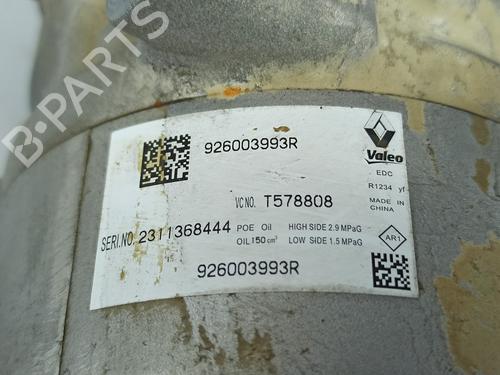 B-PARTS
926003993R
Valeo
EDC
R1234 yf
MADE IN
CHINA
VC NO. T578808
SERI.NO. 2311368444
POE Oil HIGH SIDE 2.9 MPaG
OIL 150 cm³ LOW SIDE 1.5 MPaG
AR1
926003993R